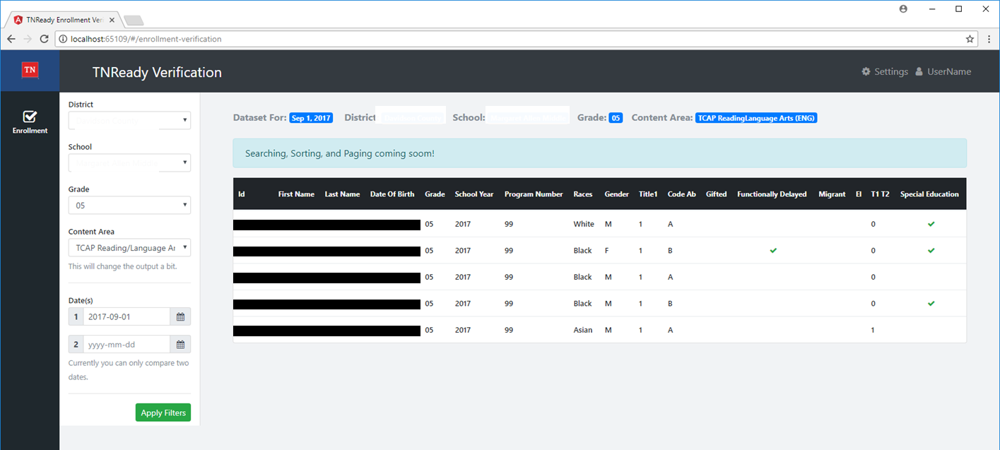 TNReady Enrollment Ver
localhost:65109/#/enrollment-verification
TN
TNReady Verification
Settings
UserName
Enrollment
District
School
Grade
05
Content Area
TCAP Reading/Language Ar
This will change the output a bit.
Date(s)
1 2017-09-01
2 yyyy-mm-dd
Currently you can only compare two
dates.
Apply Filters
Dataset For: Sep 1, 2017 District School: Grade: 05 Content Area: TCAP ReadingLanguage Arts (ENG)
Searching, Sorting, and Paging coming soom!
Id First Name Last Name Date Of Birth Grade School Year Program Number Races Gender Title1 Code Ab Gifted Functionally Delayed Migrant EI T1 T2 Special Education
05 2017 99 White M 1 A 0
05 2017 99 Black F 1 B 0
05 2017 99 Black M 1 A 0
05 2017 99 Black M 1 B 0
05 2017 99 Asian M 1 A 1